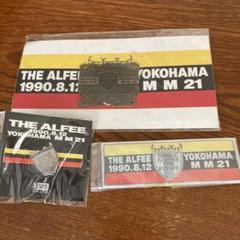 THE ALFEE YOKOHAMA
1990.8.12 M M 21
THE ALFEE
1990.8.12
YOKOHAMA M M 21
THE ALFEE YOKOHAMA
1990.8.12 M M 21